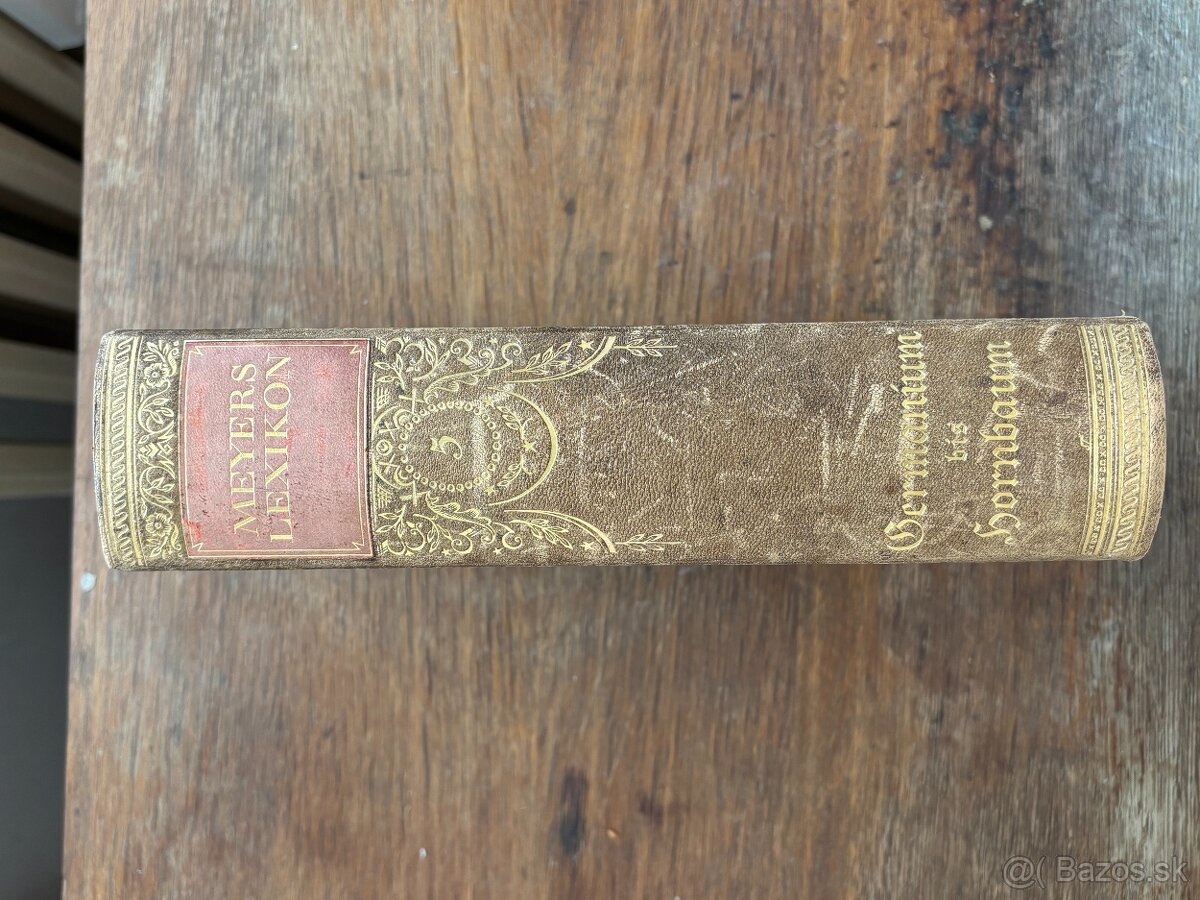 MEYERS
LEXIKON
5
Germanium
bis
Hornbaum
@( Bazos.sk